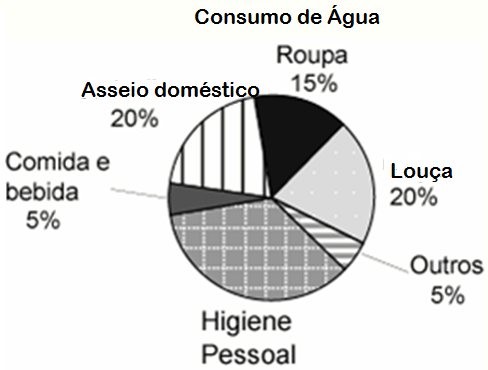 Consumo de Água
Roupa
15%
Asseio doméstico
20%
Comida e
bebida
5%
Louça
20%
Outros
5%
Higiene
Pessoal